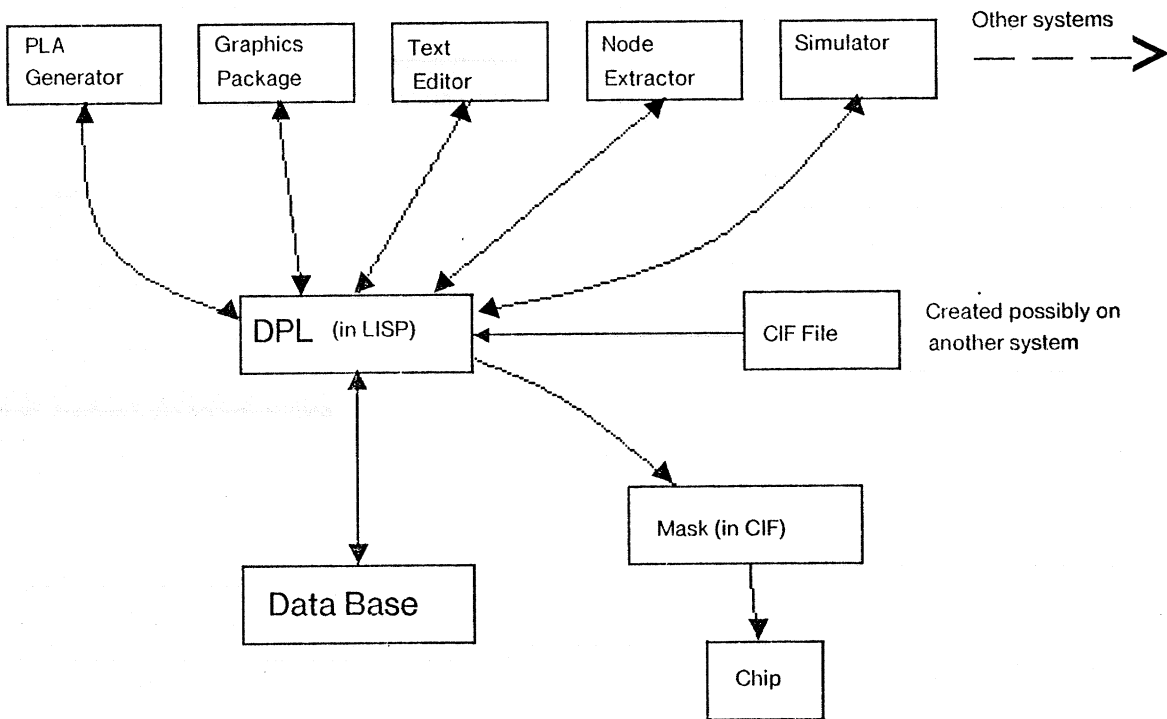 PLA
Generator
Graphics
Package
Text
Editor
Node
Extractor
Simulator
Other systems
DPL (in LISP)
CIF File
Created possibly on
another system
Mask (in CIF)
Data Base
Chip